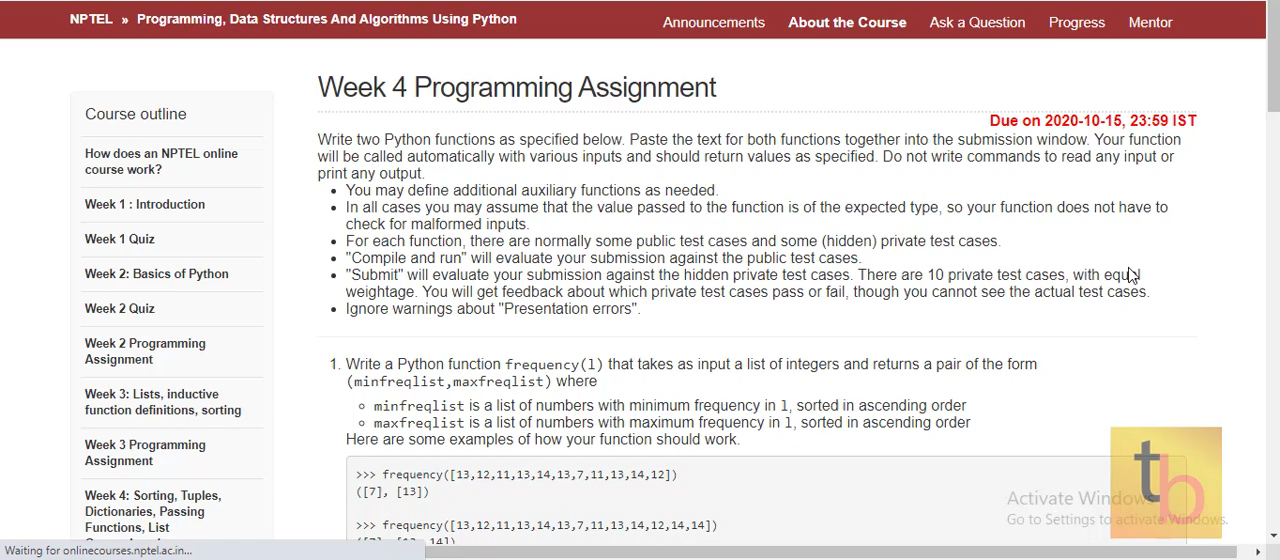 NPTEL » Programming, Data Structures And Algorithms Using Python
Announcements About the Course Ask a Question Progress Mentor
Course outline
How does an NPTEL online
course work?
Week 1 : Introduction
Week 1 Quiz
Week 2: Basics of Python
Week 2 Quiz
Week 2 Programming
Assignment
Week 3: Lists, inductive
function definitions, sorting
Week 3 Programming
Assignment
Week 4: Sorting, Tuples,
Dictionaries, Passing
Functions, List
Week 4 Programming Assignment
Due on 2020-10-15, 23:59 IST
Write two Python functions as specified below. Paste the text for both functions together into the submission window. Your function
will be called automatically with various inputs and should return values as specified. Do not write commands to read any input or
print any output.
• You may define additional auxiliary functions as needed.
• In all cases you may assume that the value passed to the function is of the expected type, so your function does not have to
check for malformed inputs.
• For each function, there are normally some public test cases and some (hidden) private test cases.
• "Compile and run" will evaluate your submission against the public test cases.
• "Submit" will evaluate your submission against the hidden private test cases. There are 10 private test cases, with equal
weightage. You will get feedback about which private test cases pass or fail, though you cannot see the actual test cases.
• Ignore warnings about "Presentation errors".
1. Write a Python function frequency(l) that takes as input a list of integers and returns a pair of the form
(minfreqlist,maxfreqlist) where
minfreqlist is a list of numbers with minimum frequency in l, sorted in ascending order
maxfreqlist is a list of numbers with maximum frequency in l, sorted in ascending order
Here are some examples of how your function should work.
>>> frequency([13,12,11,13,14,13,7,11,13,14,12])
([7], [13])
>>> frequency([13,12,11,13,14,13,7,11,13,14,12,14,14])
([7], [13, 14])
tb
Activate Windows
Go to Settings to activate Windows.
Waiting for onlinecourses.nptel.ac.in...